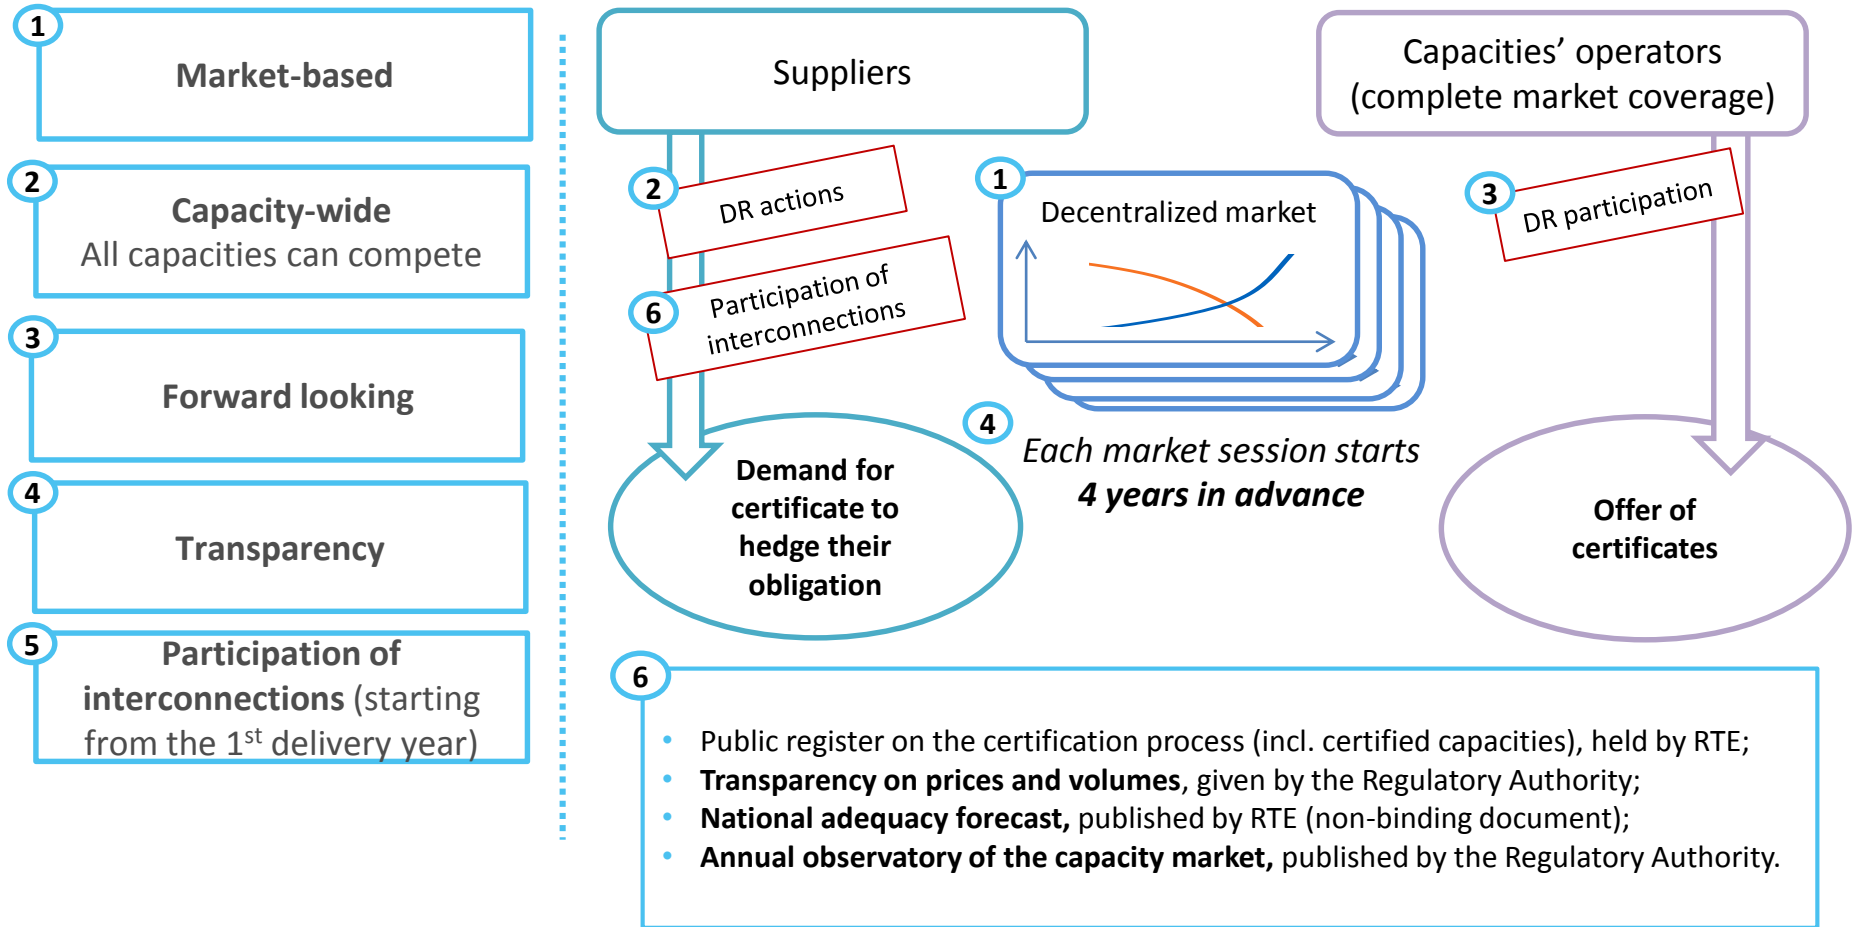 1
Market-based
2
Capacity-wide
All capacities can compete
3
Forward looking
4
Transparency
5
Participation of
interconnections (starting
from the 1st delivery year)
Suppliers
Capacities’ operators
(complete market coverage)
2
DR actions
6
Participation of
interconnections
1
Decentralized market
3
DR participation
4
Each market session starts
4 years in advance
Demand for
certificate to
hedge their
obligation
Offer of
certificates
6
• Public register on the certification process (incl. certified capacities), held by RTE;
• Transparency on prices and volumes, given by the Regulatory Authority;
• National adequacy forecast, published by RTE (non-binding document);
• Annual observatory of the capacity market, published by the Regulatory Authority.